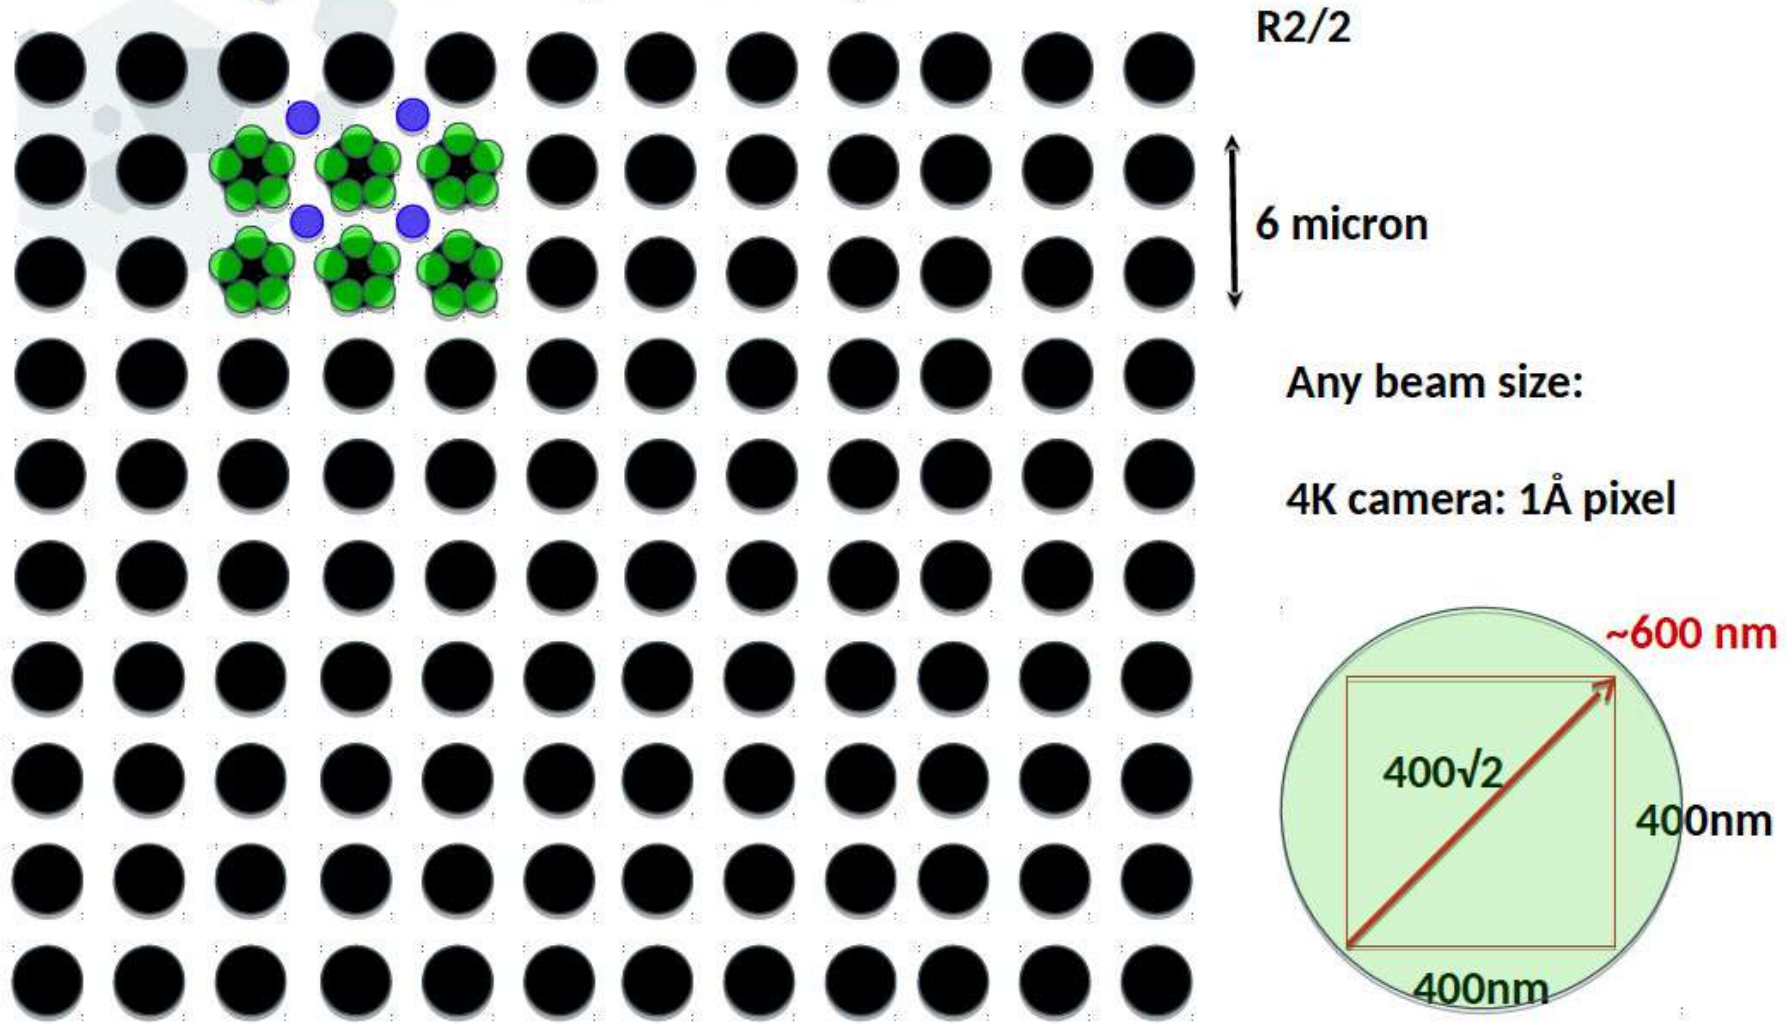 R2/2
6 micron
Any beam size:
4K camera: 1Å pixel
~600 nm
400√2
400nm
400nm